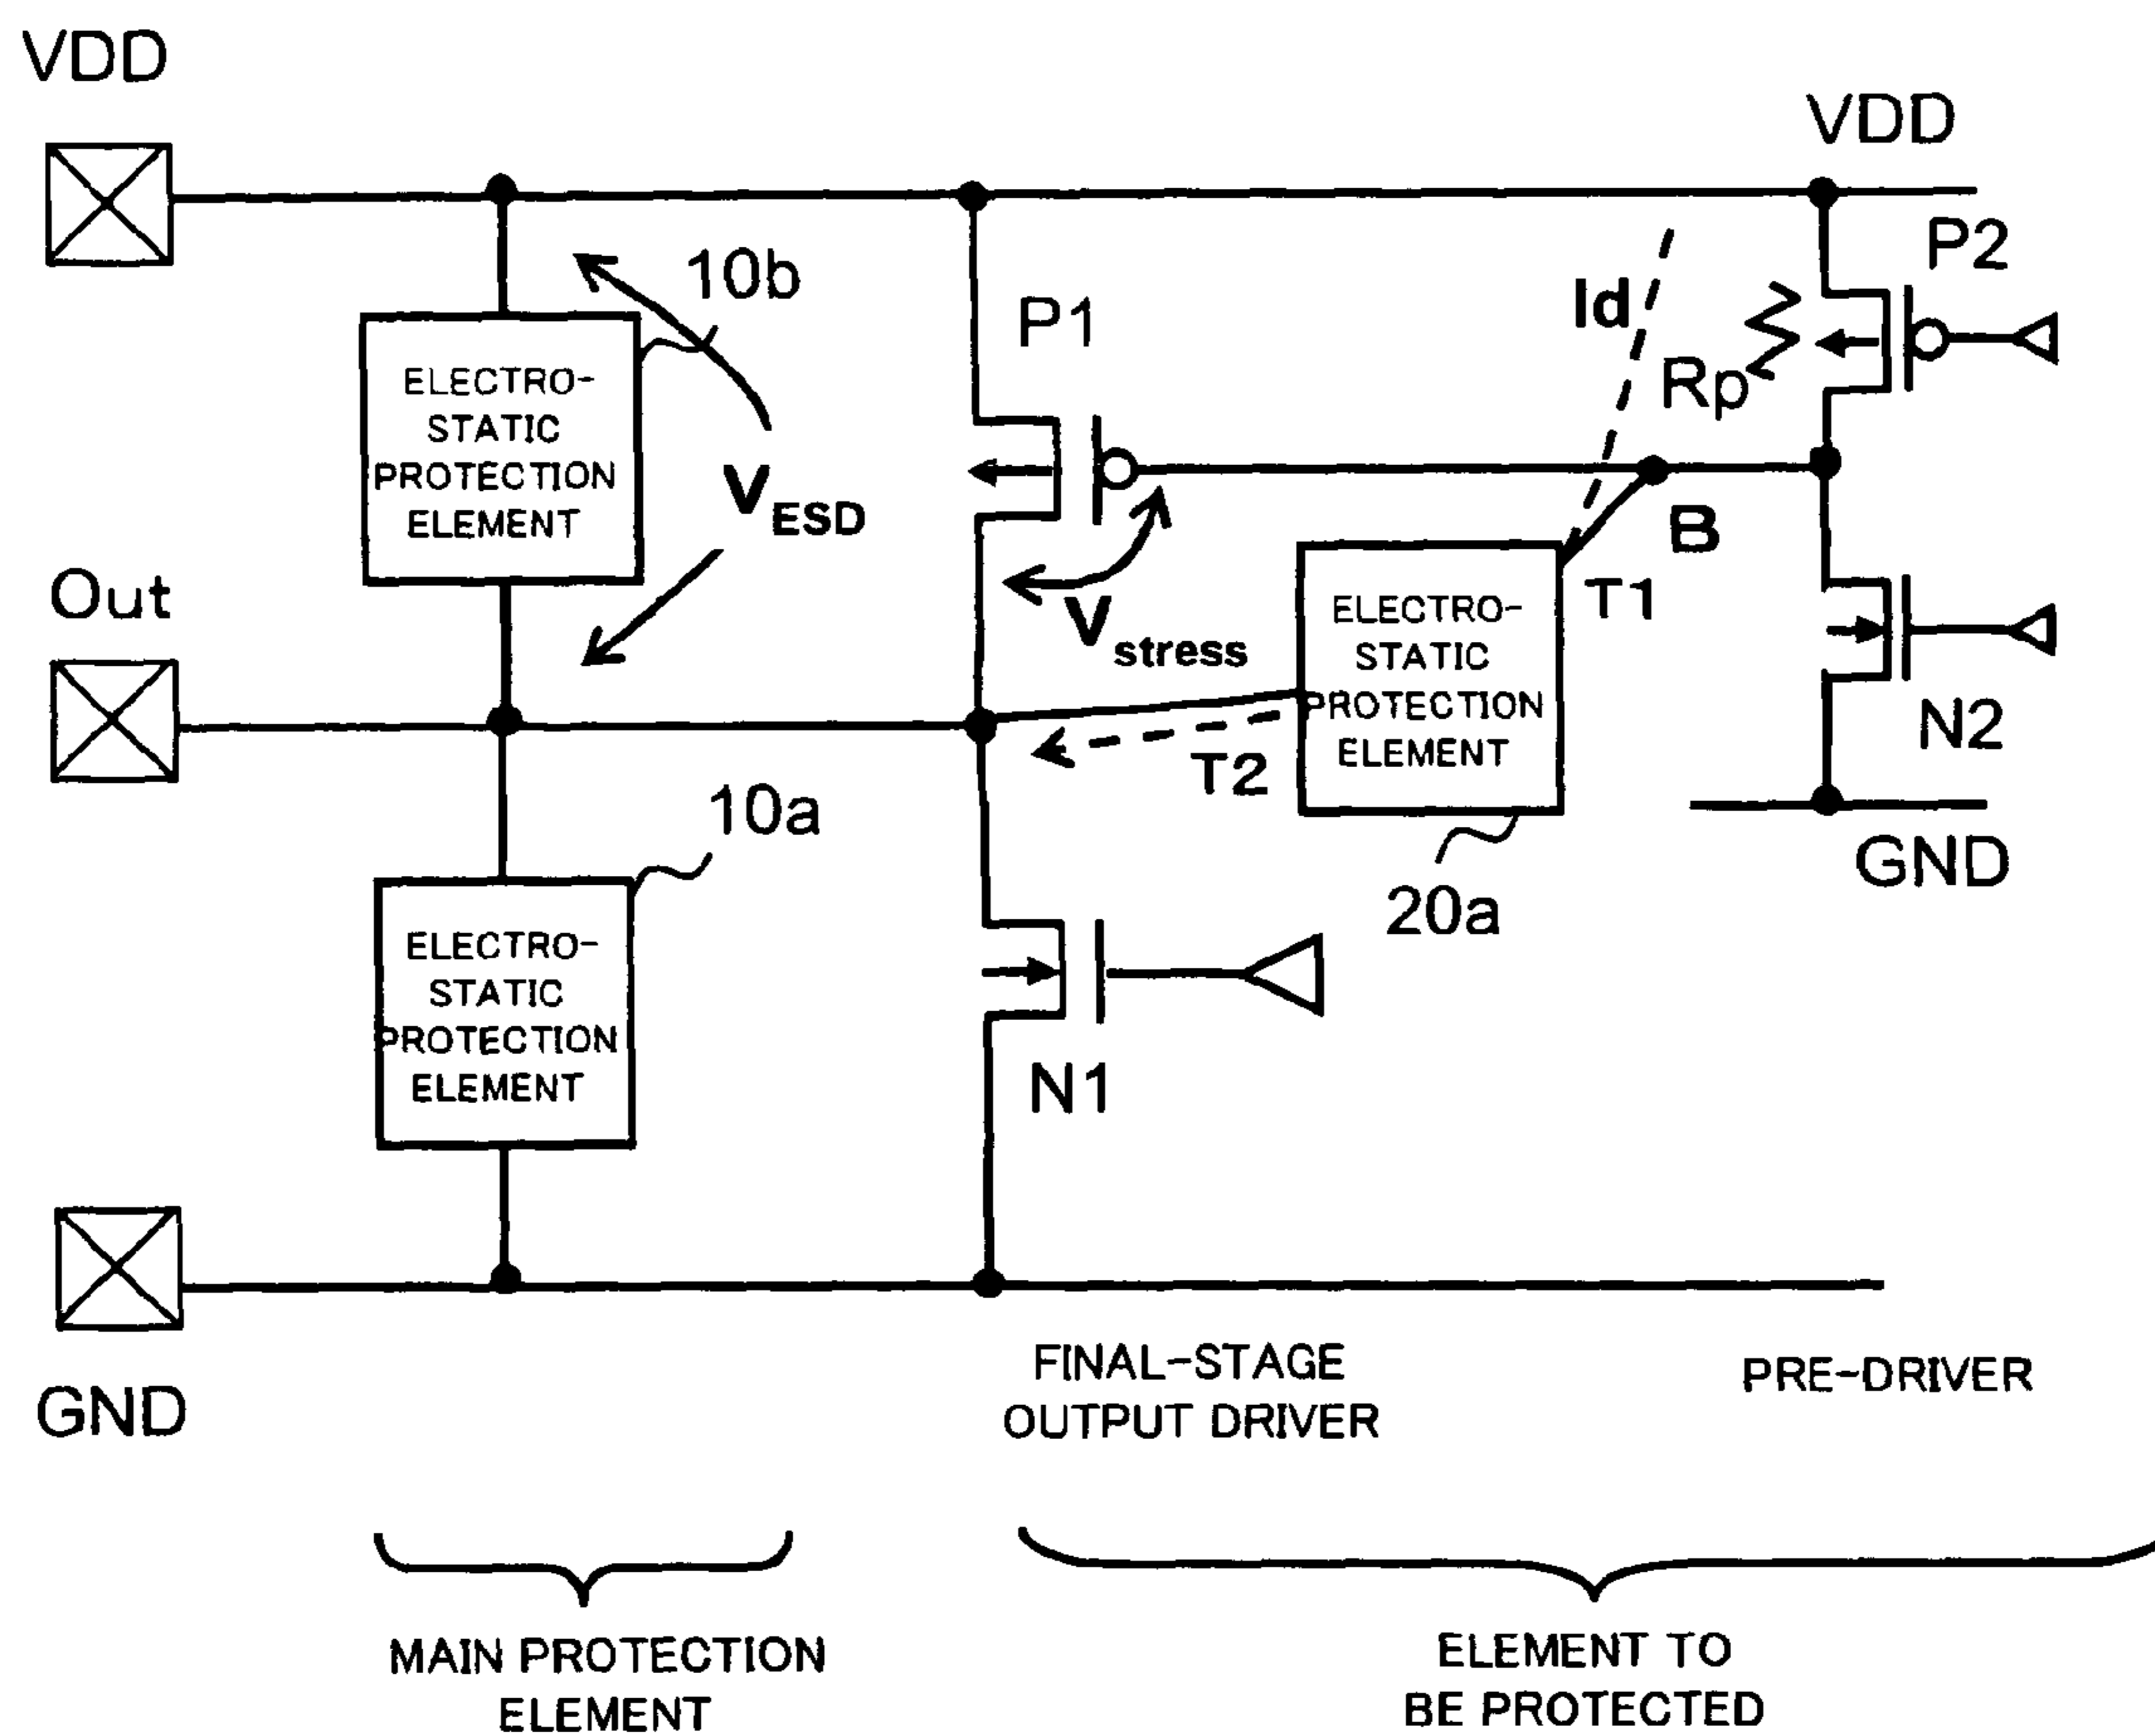 VDD
VDD
P2
10b
Id
P1
ELECTRO-
STATIC
PROTECTION
ELEMENT
Rp
VESD
B
Out
T1
Vstress
ELECTRO-
STATIC
PROTECTION
ELEMENT
N2
T2
10a
GND
20a
ELECTRO-
STATIC
PROTECTION
ELEMENT
N1
GND
FINAL-STAGE
OUTPUT DRIVER
PRE-DRIVER
MAIN PROTECTION
ELEMENT
ELEMENT TO
BE PROTECTED